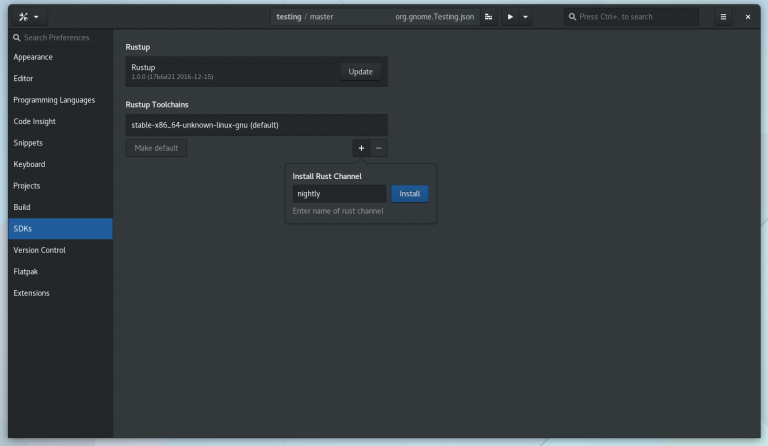 testing / master
org.gnome.Testing.json
Press Ctrl+. to search
Search Preferences
Appearance
Editor
Programming Languages
Code Insight
Snippets
Keyboard
Projects
Build
SDKs
Version Control
Flatpak
Extensions
Rustup
Rustup
1.0.0 (17b6d21 2016-12-15)
Update
Rustup Toolchains
stable-x86_64-unknown-linux-gnu (default)
Make default
Install Rust Channel
nightly
Install
Enter name of rust channel